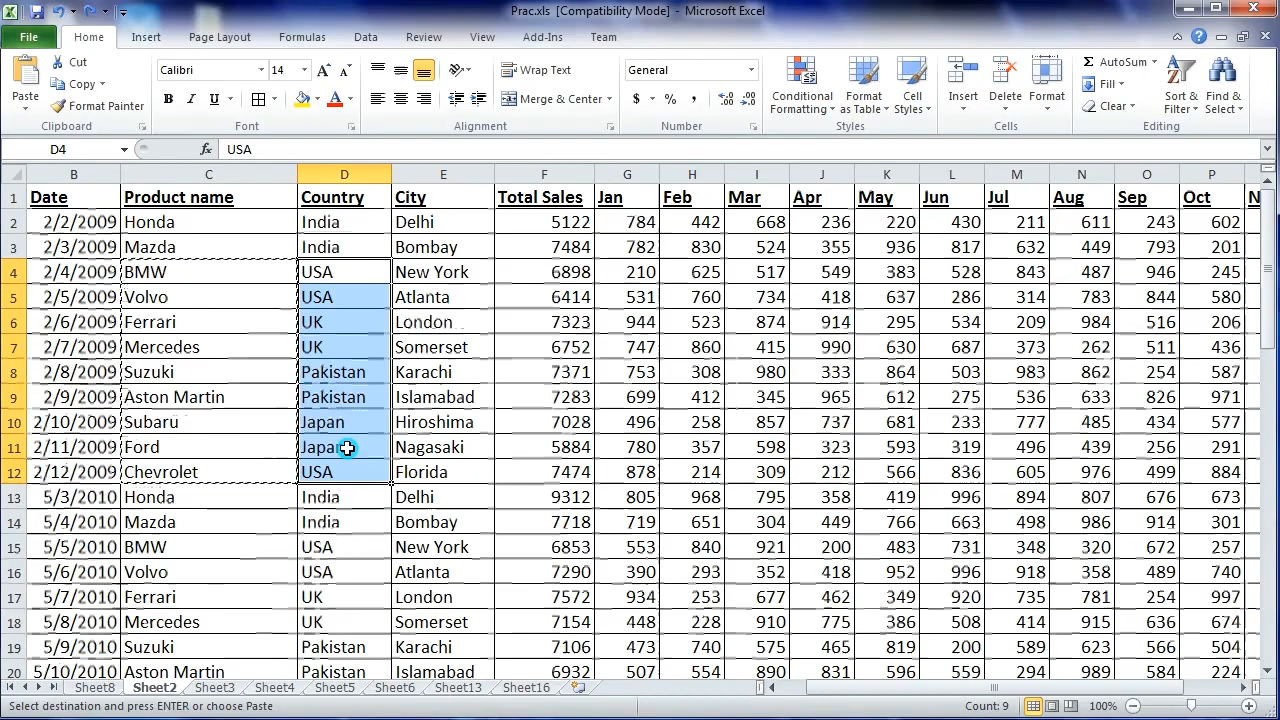 Prac.xls [Compatibility Mode] - Microsoft Excel
File Home Insert Page Layout Formulas Data Review View Add-Ins Team
Paste
Cut
Copy
Format Painter
Calibri 14
B I U
Wrap Text
Merge & Center
General
$ % ,
Conditional Formatting
Format as Table
Cell Styles
Insert
Delete
Format
AutoSum
Fill
Clear
Sort & Filter
Find & Select
Clipboard Font Alignment Number Styles Cells Editing
D4 fx USA
B C D E F G H I J K L M N O P
1 Date Product name Country City Total Sales Jan Feb Mar Apr May Jun Jul Aug Sep Oct N
2 2/2/2009 Honda India Delhi 5122 784 442 668 236 220 430 211 611 243 602
3 2/3/2009 Mazda India Bombay 7484 782 830 524 355 936 817 632 449 793 201
4 2/4/2009 BMW USA New York 6898 210 625 517 549 383 528 843 487 946 245
5 2/5/2009 Volvo USA Atlanta 6414 531 760 734 418 637 286 314 783 844 580
6 2/6/2009 Ferrari UK London 7323 944 523 874 914 295 534 209 984 516 206
7 2/7/2009 Mercedes UK Somerset 6752 747 860 415 990 630 687 373 262 511 436
8 2/8/2009 Suzuki Pakistan Karachi 7371 753 308 980 333 864 503 983 862 254 587
9 2/9/2009 Aston Martin Pakistan Islamabad 7283 699 412 345 965 612 275 536 633 826 971
10 2/10/2009 Subaru Japan Hiroshima 7028 496 258 857 737 681 233 777 485 434 577
11 2/11/2009 Ford Japan Nagasaki 5884 780 357 598 323 593 319 496 439 256 291
12 2/12/2009 Chevrolet USA Florida 7474 878 214 309 212 566 836 605 976 499 884
13 5/3/2010 Honda India Delhi 9312 805 968 795 358 419 996 894 807 676 673
14 5/4/2010 Mazda India Bombay 7718 719 651 304 449 766 663 498 986 914 301
15 5/5/2010 BMW USA New York 6853 553 840 921 200 483 731 348 320 672 257
16 5/6/2010 Volvo USA Atlanta 7290 390 293 352 418 952 996 918 358 489 740
17 5/7/2010 Ferrari UK London 7572 934 253 677 462 349 920 735 781 254 997
18 5/8/2010 Mercedes UK Somerset 7154 448 228 910 775 386 508 414 915 636 674
19 5/9/2010 Suzuki Pakistan Karachi 7106 473 740 575 465 819 200 589 623 566 504
20 5/10/2010 Aston Martin Pakistan Islamabad 6932 507 554 890 831 596 559 294 989 584 224
Sheet8 Sheet2 Sheet3 Sheet4 Sheet5 Sheet6 Sheet13 Sheet16
Select destination and press ENTER or choose Paste Count: 9 100%